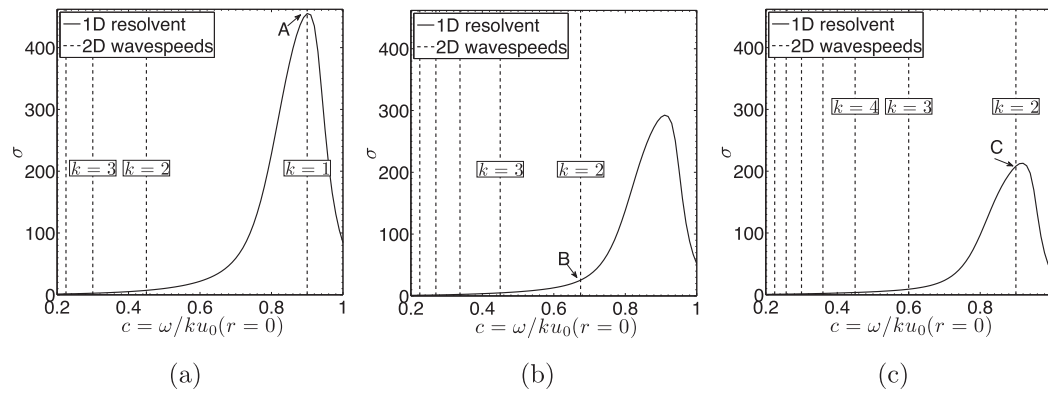 1D resolvent
2D wavespeeds
A
400
300
200
100
0
σ
k = 3
k = 2
k = 1
0.2
0.4
0.6
0.8
1
c = ω/ku₀(r = 0)
(a)
1D resolvent
2D wavespeeds
400
300
200
100
0
σ
k = 3
k = 2
B
0.2
0.4
0.6
0.8
1
c = ω/ku₀(r = 0)
(b)
1D resolvent
2D wavespeeds
400
300
200
100
0
σ
k = 4
k = 3
k = 2
C
0.2
0.4
0.6
0.8
c = ω/ku₀(r = 0)
(c)